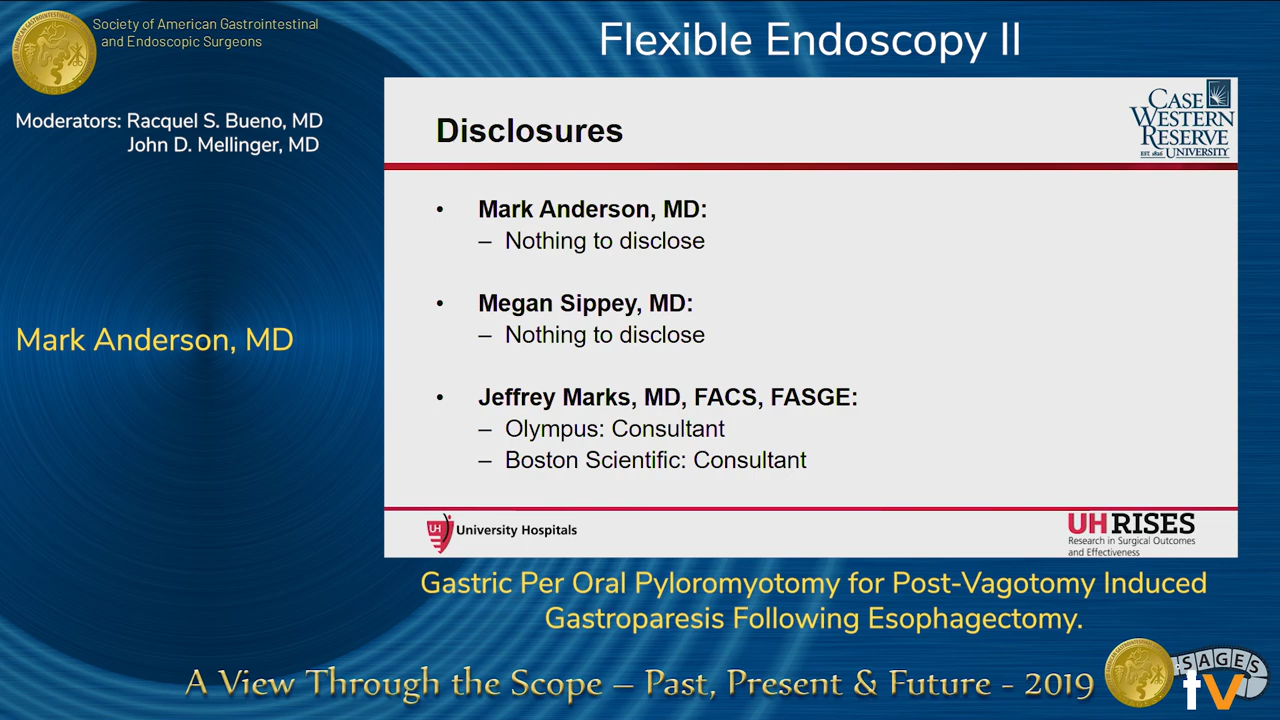 Society of American Gastrointestinal
and Endoscopic Surgeons
Flexible Endoscopy II
Moderators: Racquel S. Bueno, MD
John D. Mellinger, MD
Mark Anderson, MD
Disclosures
CASE
WESTERN
RESERVE
EST. 1826 UNIVERSITY
• Mark Anderson, MD:
– Nothing to disclose
• Megan Sippey, MD:
– Nothing to disclose
• Jeffrey Marks, MD, FACS, FASGE:
– Olympus: Consultant
– Boston Scientific: Consultant
UH University Hospitals
UH RISES
Research in Surgical Outcomes
and Effectiveness
Gastric Per Oral Pyloromyotomy for Post-Vagotomy Induced
Gastroparesis Following Esophagectomy.
A View Through the Scope – Past, Present & Future - 2019
SAGES
tv